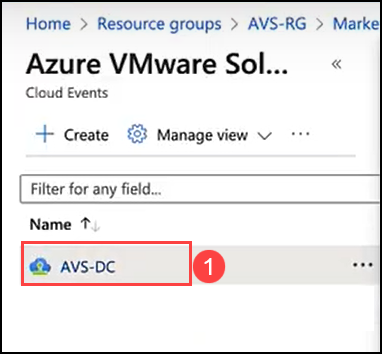 Home > Resource groups > AVS-RG > Marke
Azure VMware Sol... «
Cloud Events
+ Create Manage view ...
Filter for any field...
Name ↑↓
AVS-DC 1 ...